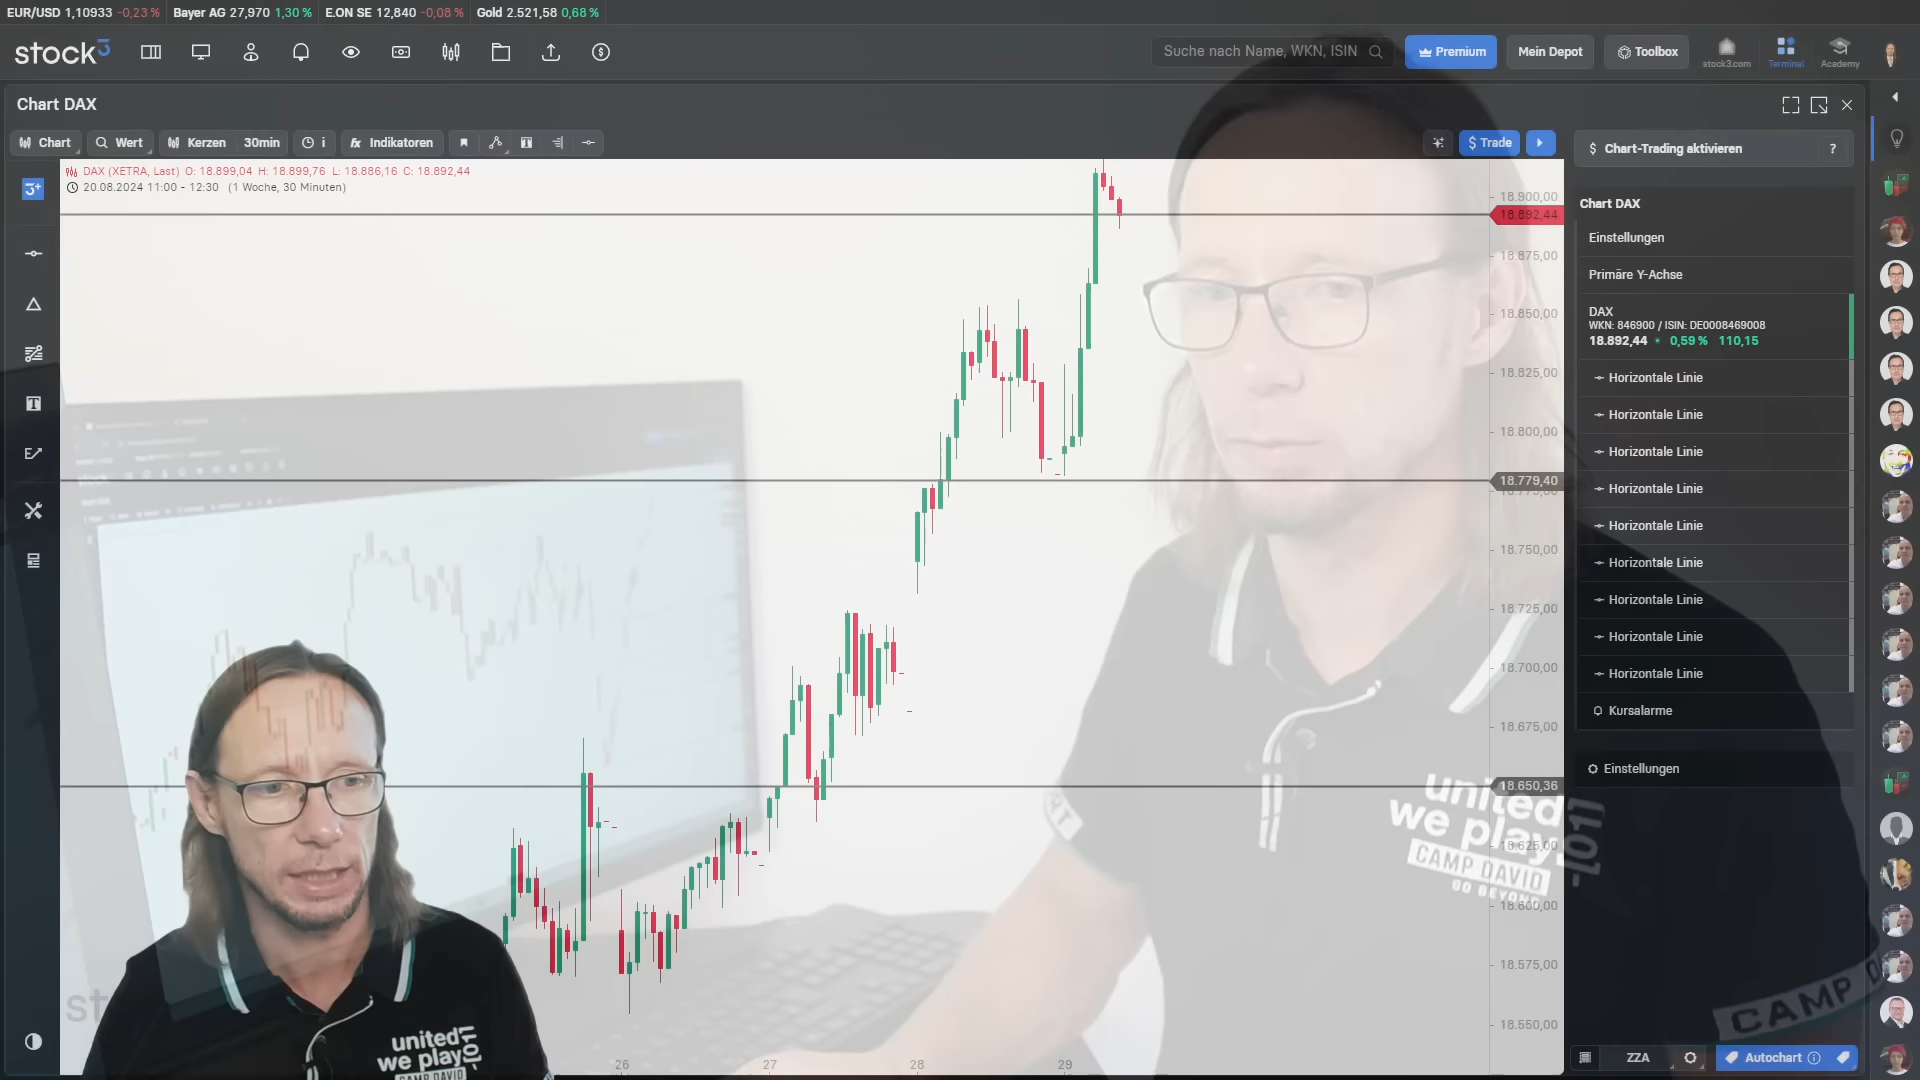 EUR/USD 1,10933 -0,23 % Bayer AG 27,970 1,30 % E.ON SE 12,840 -0,08 % Gold 2.521,58 0,68 %
stock3 Suche nach Name, WKN, ISIN Premium Mein Depot Toolbox stock3.com Terminal Academy
Chart DAX
Chart Wert Kerzen 30min i fx Indikatoren $ Trade
$ Chart-Trading aktivieren ?
DAX (XETRA, Last) O: 18.899,04 H: 18.899,76 L: 18.886,16 C: 18.892,44
20.08.2024 11:00 - 12:30 (1 Woche, 30 Minuten)
18.900,00
18.892,44
18.875,00
18.850,00
18.825,00
18.800,00
18.779,40
18.750,00
18.725,00
18.700,00
18.675,00
18.650,36
18.625,00
18.600,00
18.575,00
18.550,00
26 27 28 29
Chart DAX
Einstellungen
Primäre Y-Achse
DAX
WKN: 846900 / ISIN: DE0008469008
18.892,44 0,59 % 110,15
Horizontale Linie
Horizontale Linie
Horizontale Linie
Horizontale Linie
Horizontale Linie
Horizontale Linie
Horizontale Linie
Horizontale Linie
Horizontale Linie
Kursalarme
Einstellungen
ZZA Autochart
united
we play
CAMP DAVID
GO BEYOND
CAMP
united
we play
CAMP DAVID